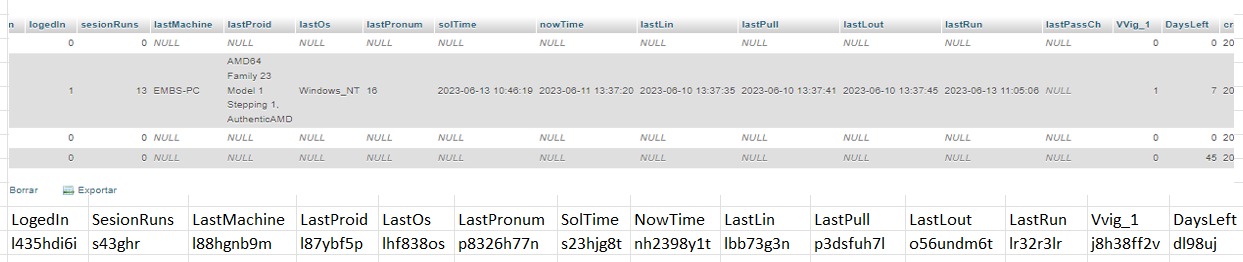 n logedIn sesionRuns lastMachine lastProid lastOs lastPronum solTime nowTime lastLin lastPull lastLout lastRun lastPassCh VVig_1 DaysLeft cr
0 0 NULL NULL NULL NULL NULL NULL NULL NULL NULL NULL NULL 0 0 20
1 13 EMBS-PC AMD64 Windows_NT 16 2023-06-13 10:46:19 2023-06-11 13:37:20 2023-06-10 13:37:35 2023-06-10 13:37:41 2023-06-10 13:37:45 2023-06-13 11:05:06 NULL 1 7 20
Family 23
Model 1
Stepping 1,
AuthenticAMD
0 0 NULL NULL NULL NULL NULL NULL NULL NULL NULL NULL NULL 0 0 20
0 0 NULL NULL NULL NULL NULL NULL NULL NULL NULL NULL NULL 0 45 20
Borrar Exportar
LogedIn SesionRuns LastMachine LastProid LastOs LastPronum SolTime NowTime LastLin LastPull LastLout LastRun Vvig_1 DaysLeft
l435hdi6i s43ghr l88hgnb9m l87ybf5p lhf838os p8326h77n s23hjg8t nh2398y1t lbb73g3n p3dsfuh7l o56undm6t lr32r3lr j8h38ff2v dl98uj